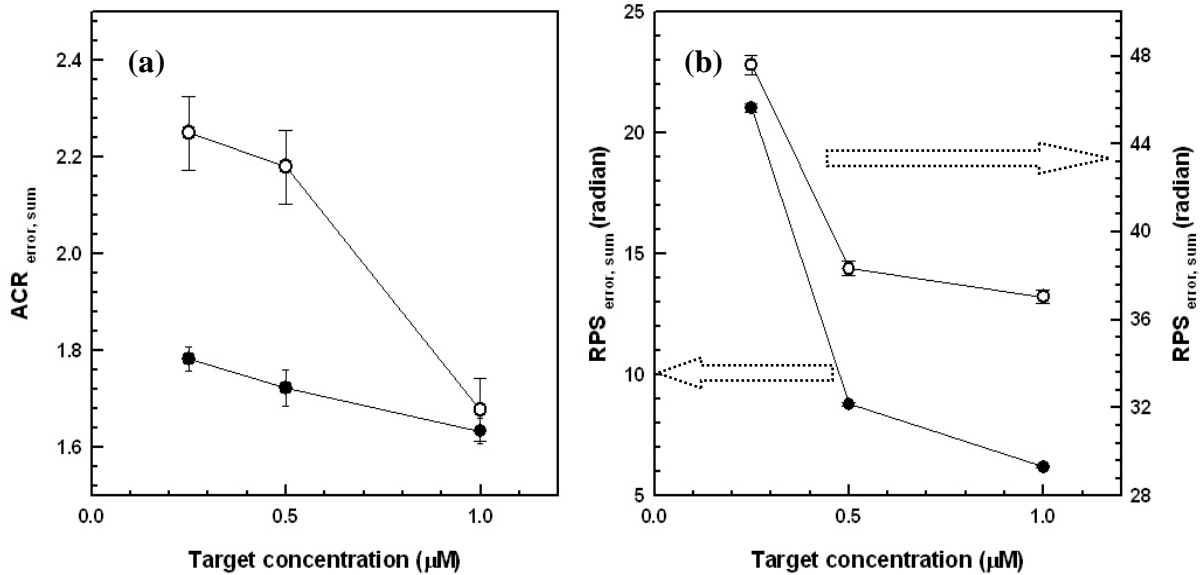 (a)
2.4
2.2
2.0
1.8
1.6
ACR error, sum
0.0 0.5 1.0
Target concentration (μM)
(b)
25
20
15
10
5
RPS error, sum (radian)
48
44
40
36
32
28
RPS error, sum (radian)
0.0 0.5 1.0
Target concentration (μM)